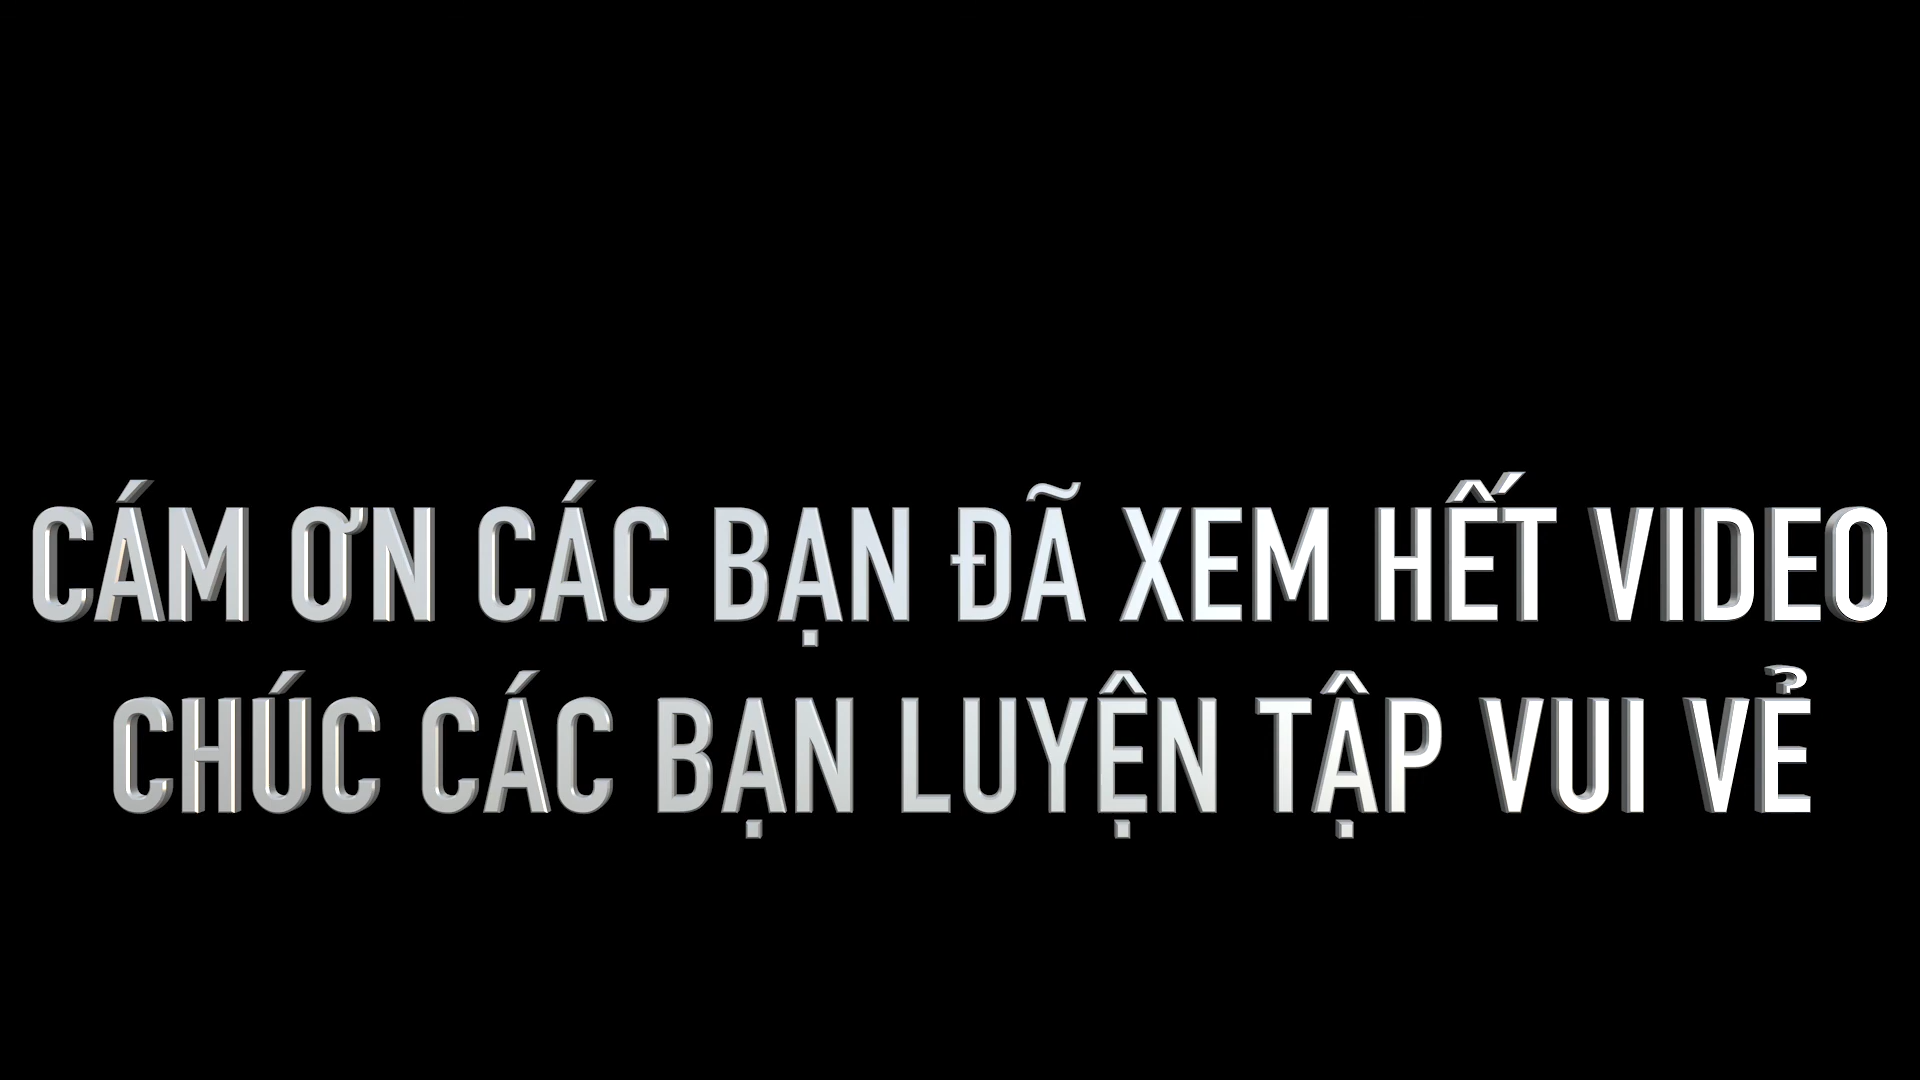 CÁM ƠN CÁC BẠN ĐÃ XEM HẾT VIDEO
CHÚC CÁC BẠN LUYỆN TẬP VUI VẺ